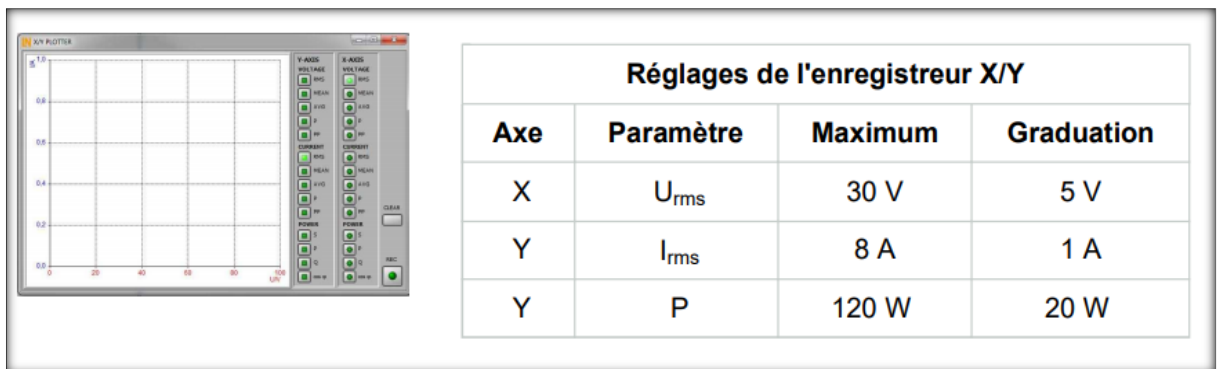 X/Y PLOTTER
1,0
0,8
0,6
0,4
0,2
0,0
0 20 40 60 80 100
U/V
Y-AXIS
VOLTAGE
RMS
MEAN
AVG
P
PP
CURRENT
RMS
MEAN
AVG
P
PP
POWER
S
P
Q
cos φ
X-AXIS
VOLTAGE
RMS
MEAN
AVG
P
PP
CURRENT
RMS
MEAN
AVG
P
PP
POWER
S
P
Q
cos φ
CLEAR
REC
Réglages de l'enregistreur X/Y
Axe Paramètre Maximum Graduation
X Urms 30 V 5 V
Y Irms 8 A 1 A
Y P 120 W 20 W